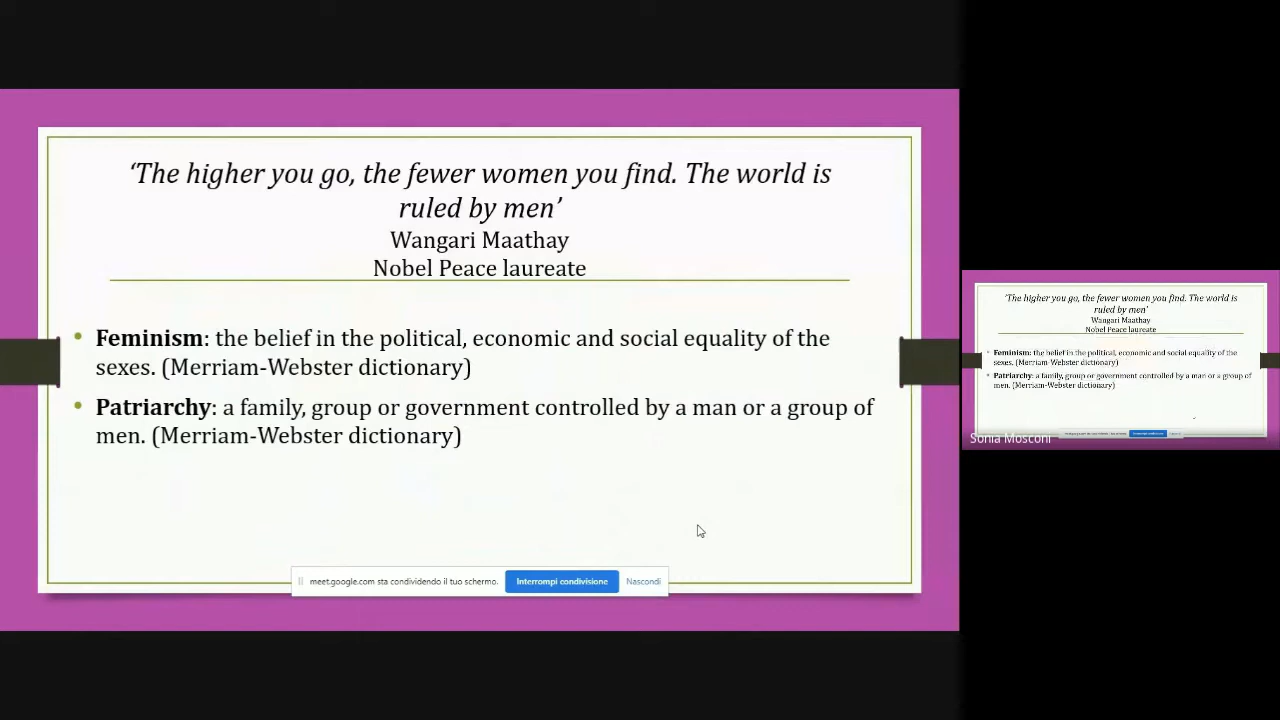 ‘The higher you go, the fewer women you find. The world is
ruled by men’
Wangari Maathay
Nobel Peace laureate
• Feminism: the belief in the political, economic and social equality of the
sexes. (Merriam-Webster dictionary)
• Patriarchy: a family, group or government controlled by a man or a group of
men. (Merriam-Webster dictionary)
meet.google.com sta condividendo il tuo schermo.
Interrompi condivisione
Nascondi
‘The higher you go, the fewer women you find. The world is
ruled by men’
Wangari Maathay
Nobel Peace laureate
• Feminism: the belief in the political, economic and social equality of the
sexes. (Merriam-Webster dictionary)
• Patriarchy: a family, group or government controlled by a man or a group of
men. (Merriam-Webster dictionary)
Sonia Mosconi